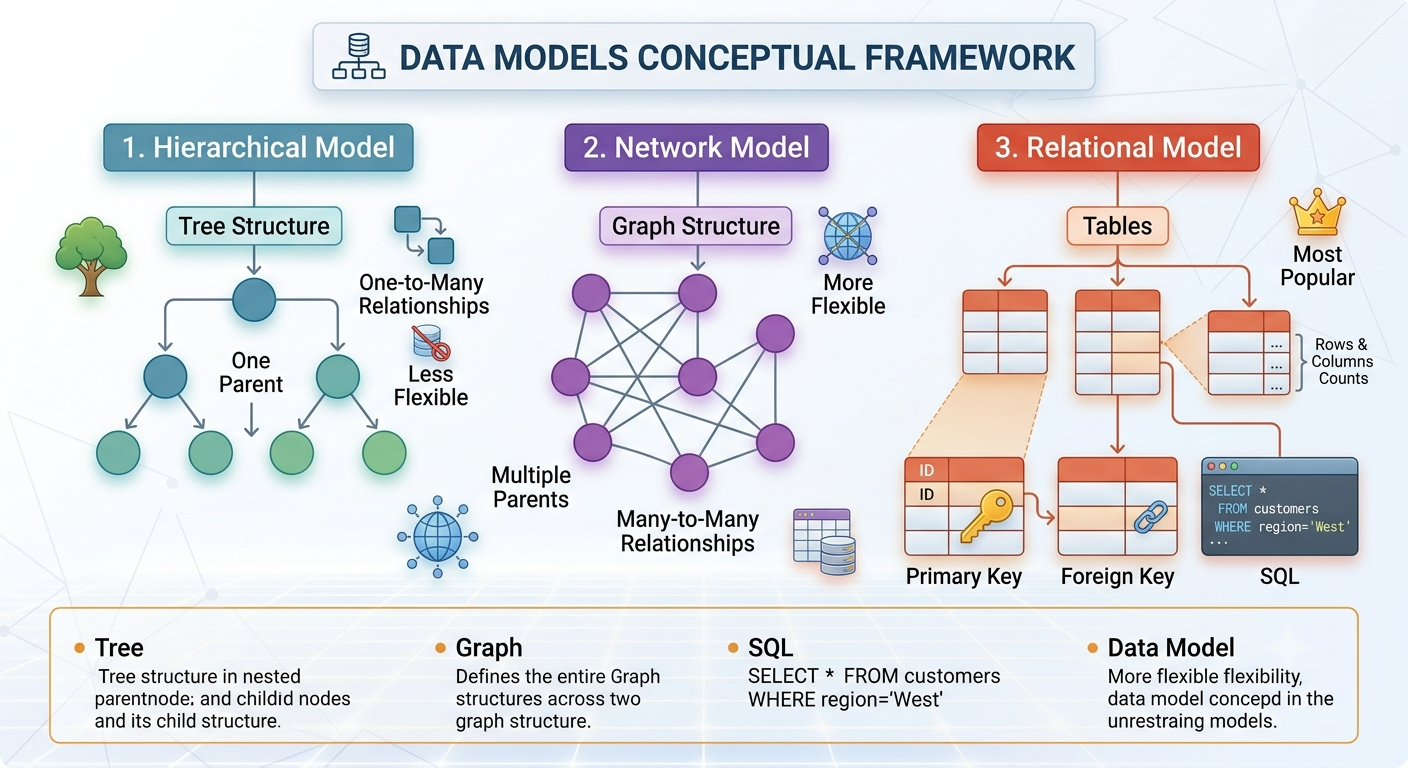 DATA MODELS CONCEPTUAL FRAMEWORK
1. Hierarchical Model
Tree Structure
One-to-Many
Relationships
Less
Flexible
One
Parent
2. Network Model
Graph Structure
More
Flexible
Multiple
Parents
Many-to-Many
Relationships
3. Relational Model
Tables
Most
Popular
...
...
...
Rows &
Columns
Counts
ID
ID
Primary Key
Foreign Key
SELECT *
FROM customers
WHERE region='West'
...
SQL
Tree
Tree structure in nested
parentnode: and childid nodes
and its child structure.
Graph
Defines the entire Graph
structures across two
graph structure.
SQL
SELECT * FROM customers
WHERE region='West'
Data Model
More flexible flexibility,
data model concepd in the
unrestraing models.